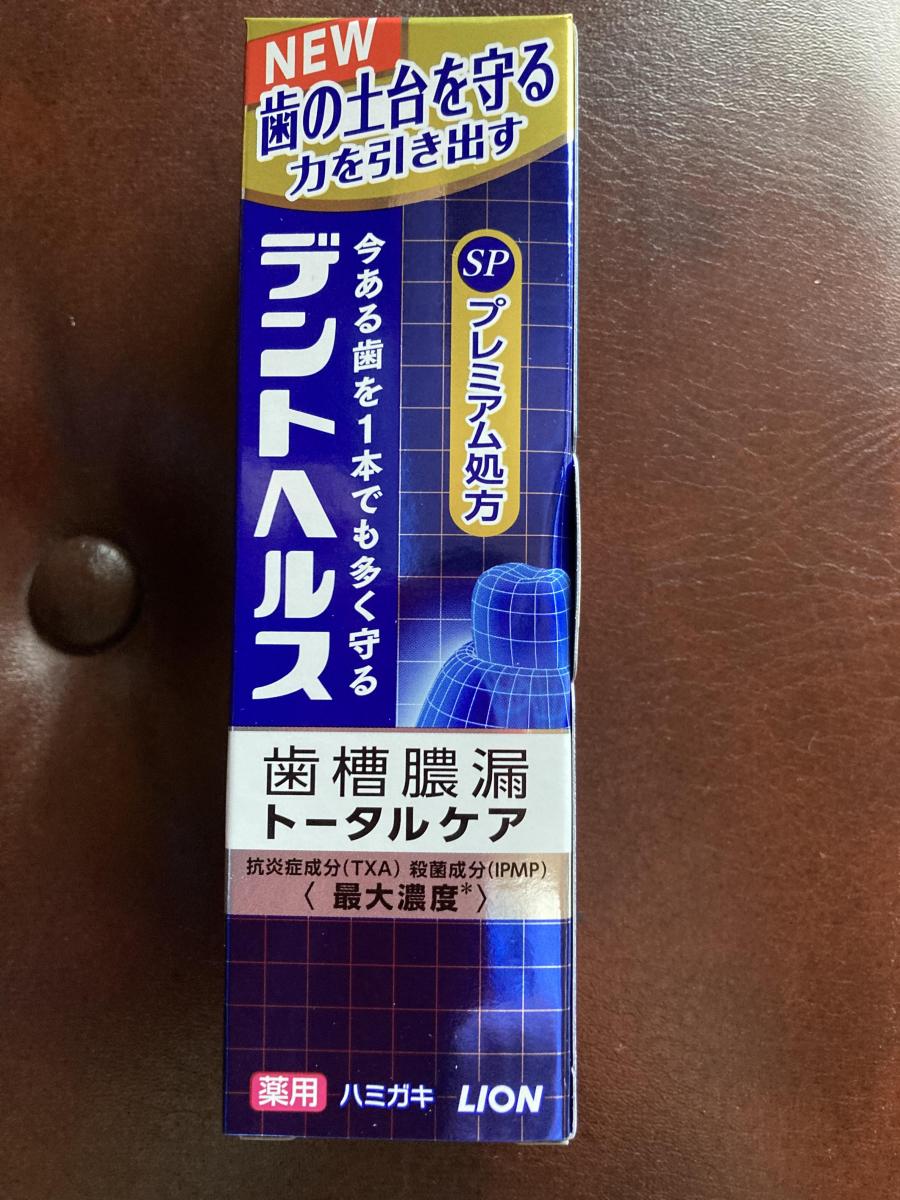 NEW
歯の土台を守る
力を引き出す
デントヘルス
今ある歯を1本でも多く守る
SP
プレミアム処方
歯槽膿漏
トータルケア
抗炎症成分(TXA) 殺菌成分(IPMP)
〈 最大濃度*〉
薬用 ハミガキ LION